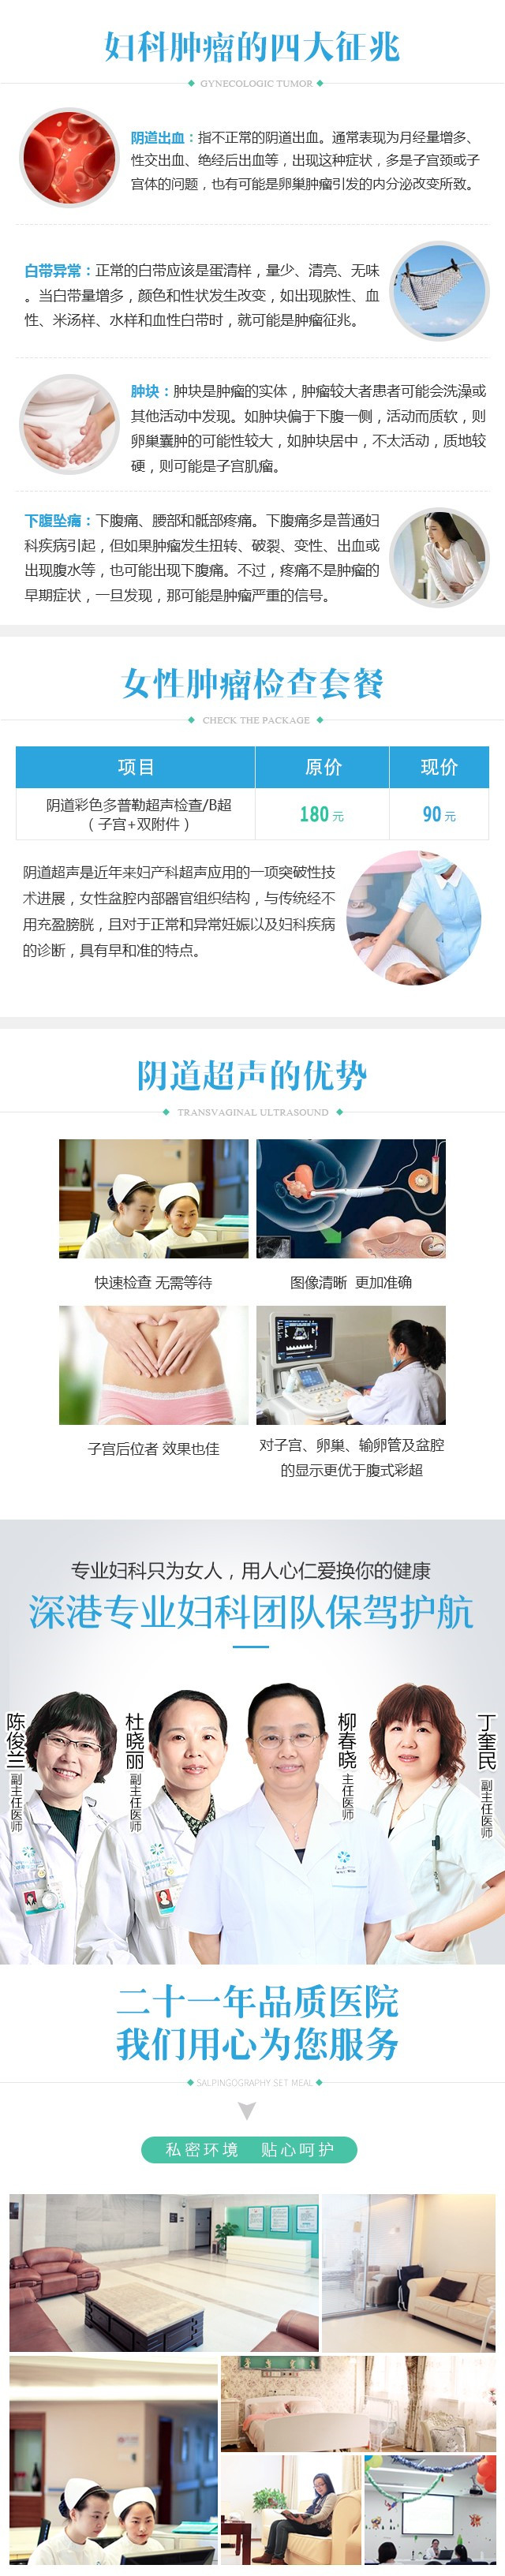 妇科肿瘤的四大征兆
GYNECOLOGIC TUMOR
阴道出血：指不正常的阴道出血。通常表现为月经量增多、
性交出血、绝经后出血等，出现这种症状，多是子宫颈或子
宫体的问题，也有可能是卵巢肿瘤引发的内分泌改变所致。
白带异常：正常的白带应该是蛋清样，量少、清亮、无味
。当白带量增多，颜色和性状发生改变，如出现脓性、血
性、米汤样、水样和血性白带时，就可能是肿瘤征兆。
肿块：肿块是肿瘤的实体，肿瘤较大者患者可能会洗澡或
其他活动中发现。如肿块偏于下腹一侧，活动而质软，则
卵巢囊肿的可能性较大，如肿块居中，不太活动，质地较
硬，则可能是子宫肌瘤。
下腹坠痛：下腹痛、腰部和骶部疼痛。下腹痛多是普通妇
科疾病引起，但如果肿瘤发生扭转、破裂、变性、出血或
出现腹水等，也可能出现下腹痛。不过，疼痛不是肿瘤的
早期症状，一旦发现，那可能是肿瘤严重的信号。
女性肿瘤检查套餐
CHECK THE PACKAGE
项目 原价 现价
阴道彩色多普勒超声检查/B超
（子宫+双附件）
180元 90元
阴道超声是近年来妇产科超声应用的一项突破性技
术进展，女性盆腔内部器官组织结构，与传统经不
用充盈膀胱，且对于正常和异常妊娠以及妇科疾病
的诊断，具有早和准的特点。
阴道超声的优势
TRANSVAGINAL ULTRASOUND
快速检查 无需等待
图像清晰 更加准确
子宫后位者 效果也佳
对子宫、卵巢、输卵管及盆腔
的显示更优于腹式彩超
专业妇科只为女人，用人心仁爱换你的健康
深港专业妇科团队保驾护航
陈俊兰 副主任医师
杜晓丽 副主任医师
柳春晓 主任医师
丁奎民 副主任医师
二十一年品质医院
我们用心为您服务
SALPINGOGRAPHY SET MEAL
私密环境 贴心呵护